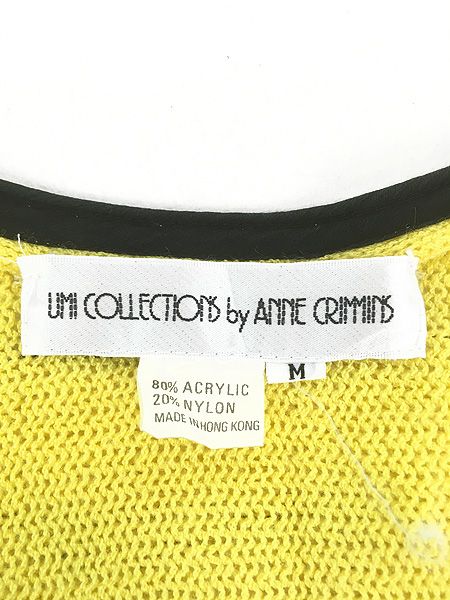 UMI COLLECTIONS by ANNE CRIMMINS
M
80% ACRYLIC
20% NYLON
MADE IN HONG KONG